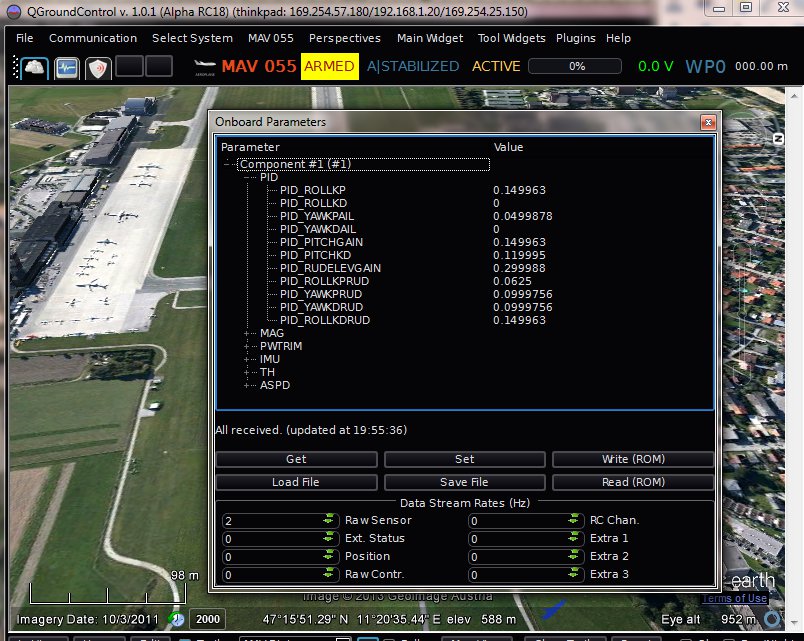 QGroundControl v. 1.0.1 (Alpha RC18) (thinkpad: 169.254.57.180/192.168.1.20/169.254.25.150)
File Communication Select System MAV 055 Perspectives Main Widget Tool Widgets Plugins Help
MAV 055 ARMED A|STABILIZED ACTIVE 0% 0.0 V WP0 000.00 m
Onboard Parameters
Parameter Value
Component #1 (#1)
PID
PID_ROLLKP 0.149963
PID_ROLLKD 0
PID_YAWKPAIL 0.0499878
PID_YAWKDAIL 0
PID_PITCHGAIN 0.149963
PID_PITCHKD 0.119995
PID_RUDELEVGAIN 0.299988
PID_ROLLKPRUD 0.0625
PID_YAWKPRUD 0.0999756
PID_YAWKDRUD 0.0999756
PID_ROLLKDRUD 0.149963
MAG
PWTRIM
IMU
TH
ASPD
All received. (updated at 19:55:36)
Get Set Write (ROM)
Load File Save File Read (ROM)
Data Stream Rates (Hz)
2 Raw Sensor 0 RC Chan.
0 Ext. Status 0 Extra 1
0 Position 0 Extra 2
0 Raw Contr. 0 Extra 3
98 m
Image © 2013 GeoImage Austria
earth
Terms of Use
Imagery Date: 10/3/2011 2000 47°15'51.29" N 11°20'35.44" E elev 588 m Eye alt 952 m